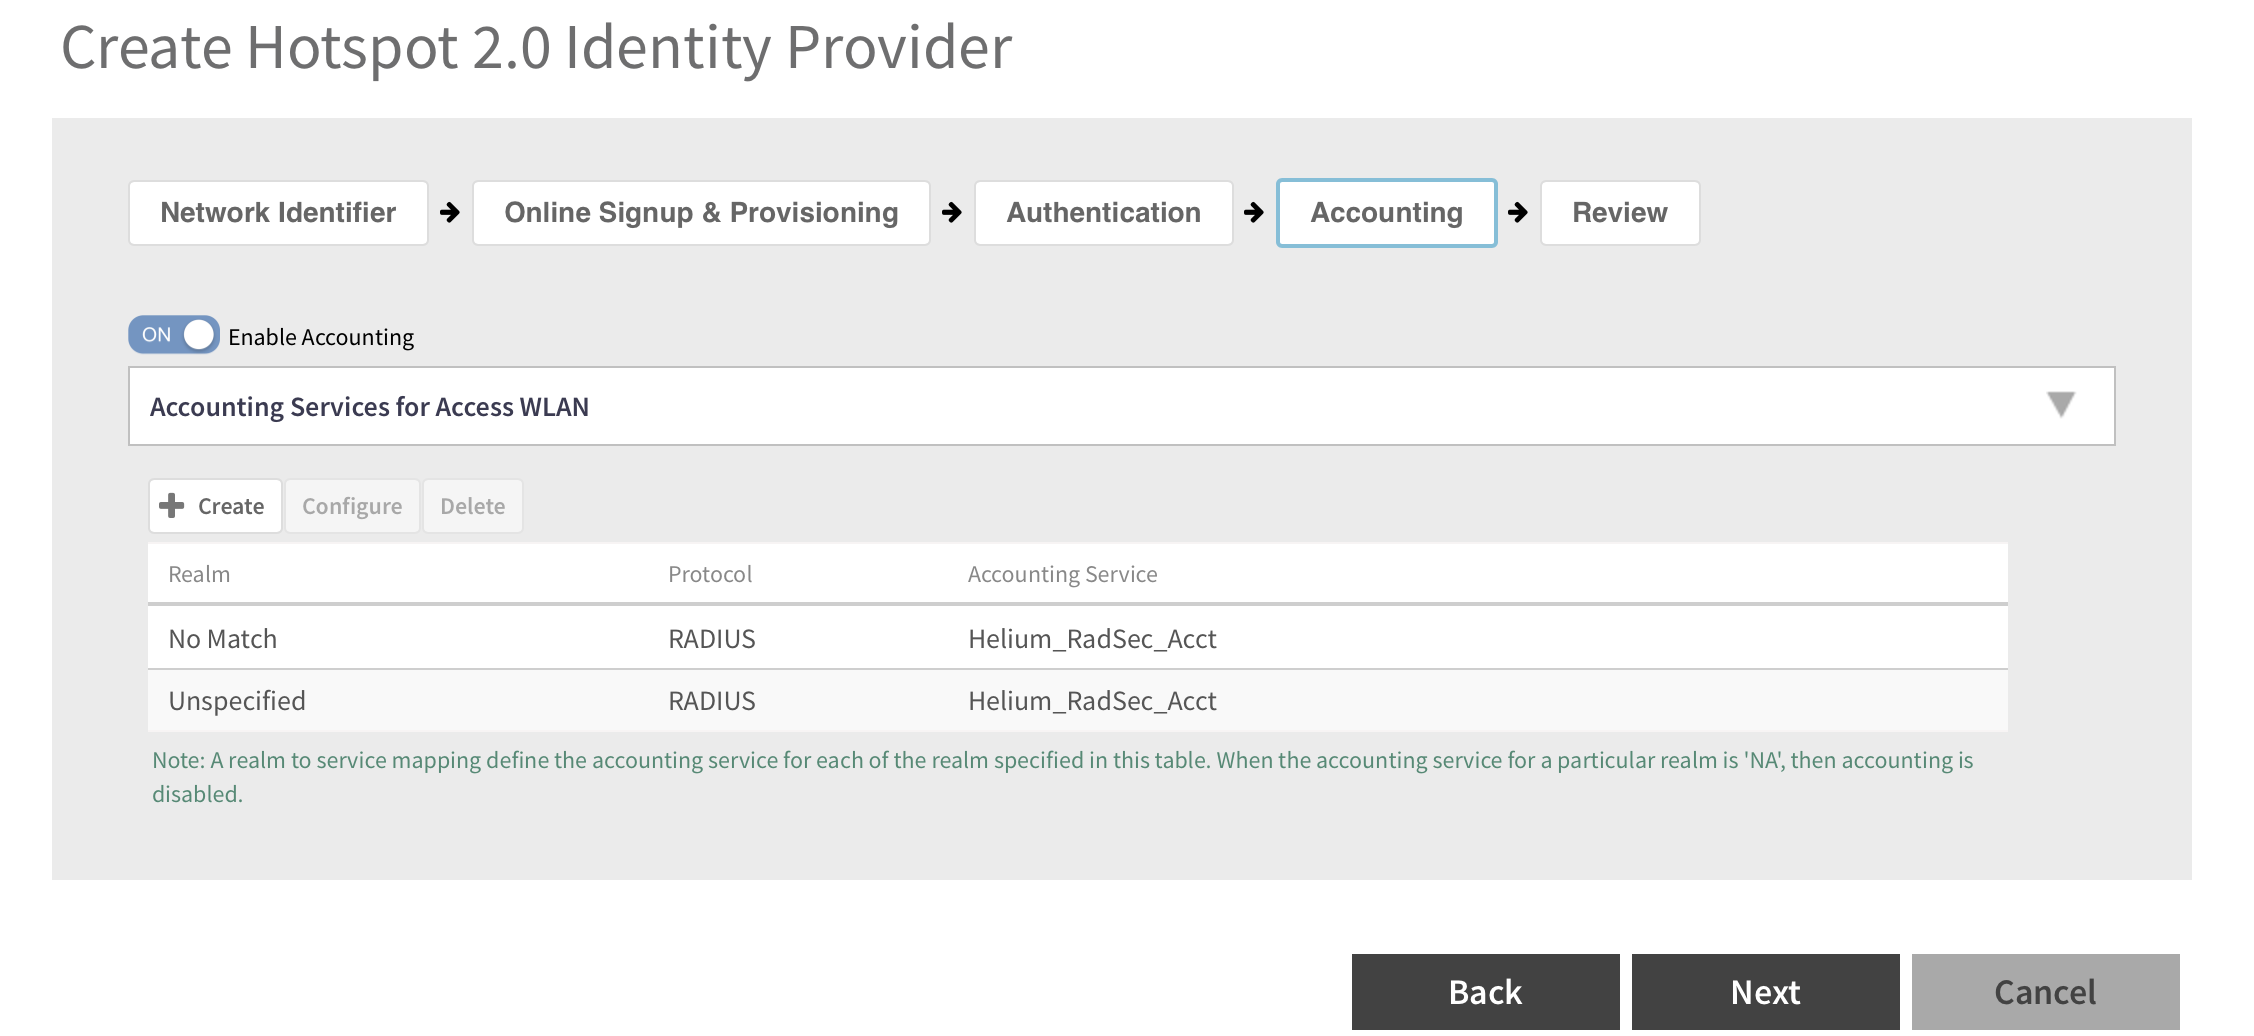 Create Hotspot 2.0 Identity Provider
Network Identifier → Online Signup & Provisioning → Authentication → Accounting → Review
ON Enable Accounting
Accounting Services for Access WLAN
Create Configure Delete
Realm Protocol Accounting Service
No Match RADIUS Helium_RadSec_Acct
Unspecified RADIUS Helium_RadSec_Acct
Note: A realm to service mapping define the accounting service for each of the realm specified in this table. When the accounting service for a particular realm is 'NA', then accounting is
disabled.
Back Next Cancel